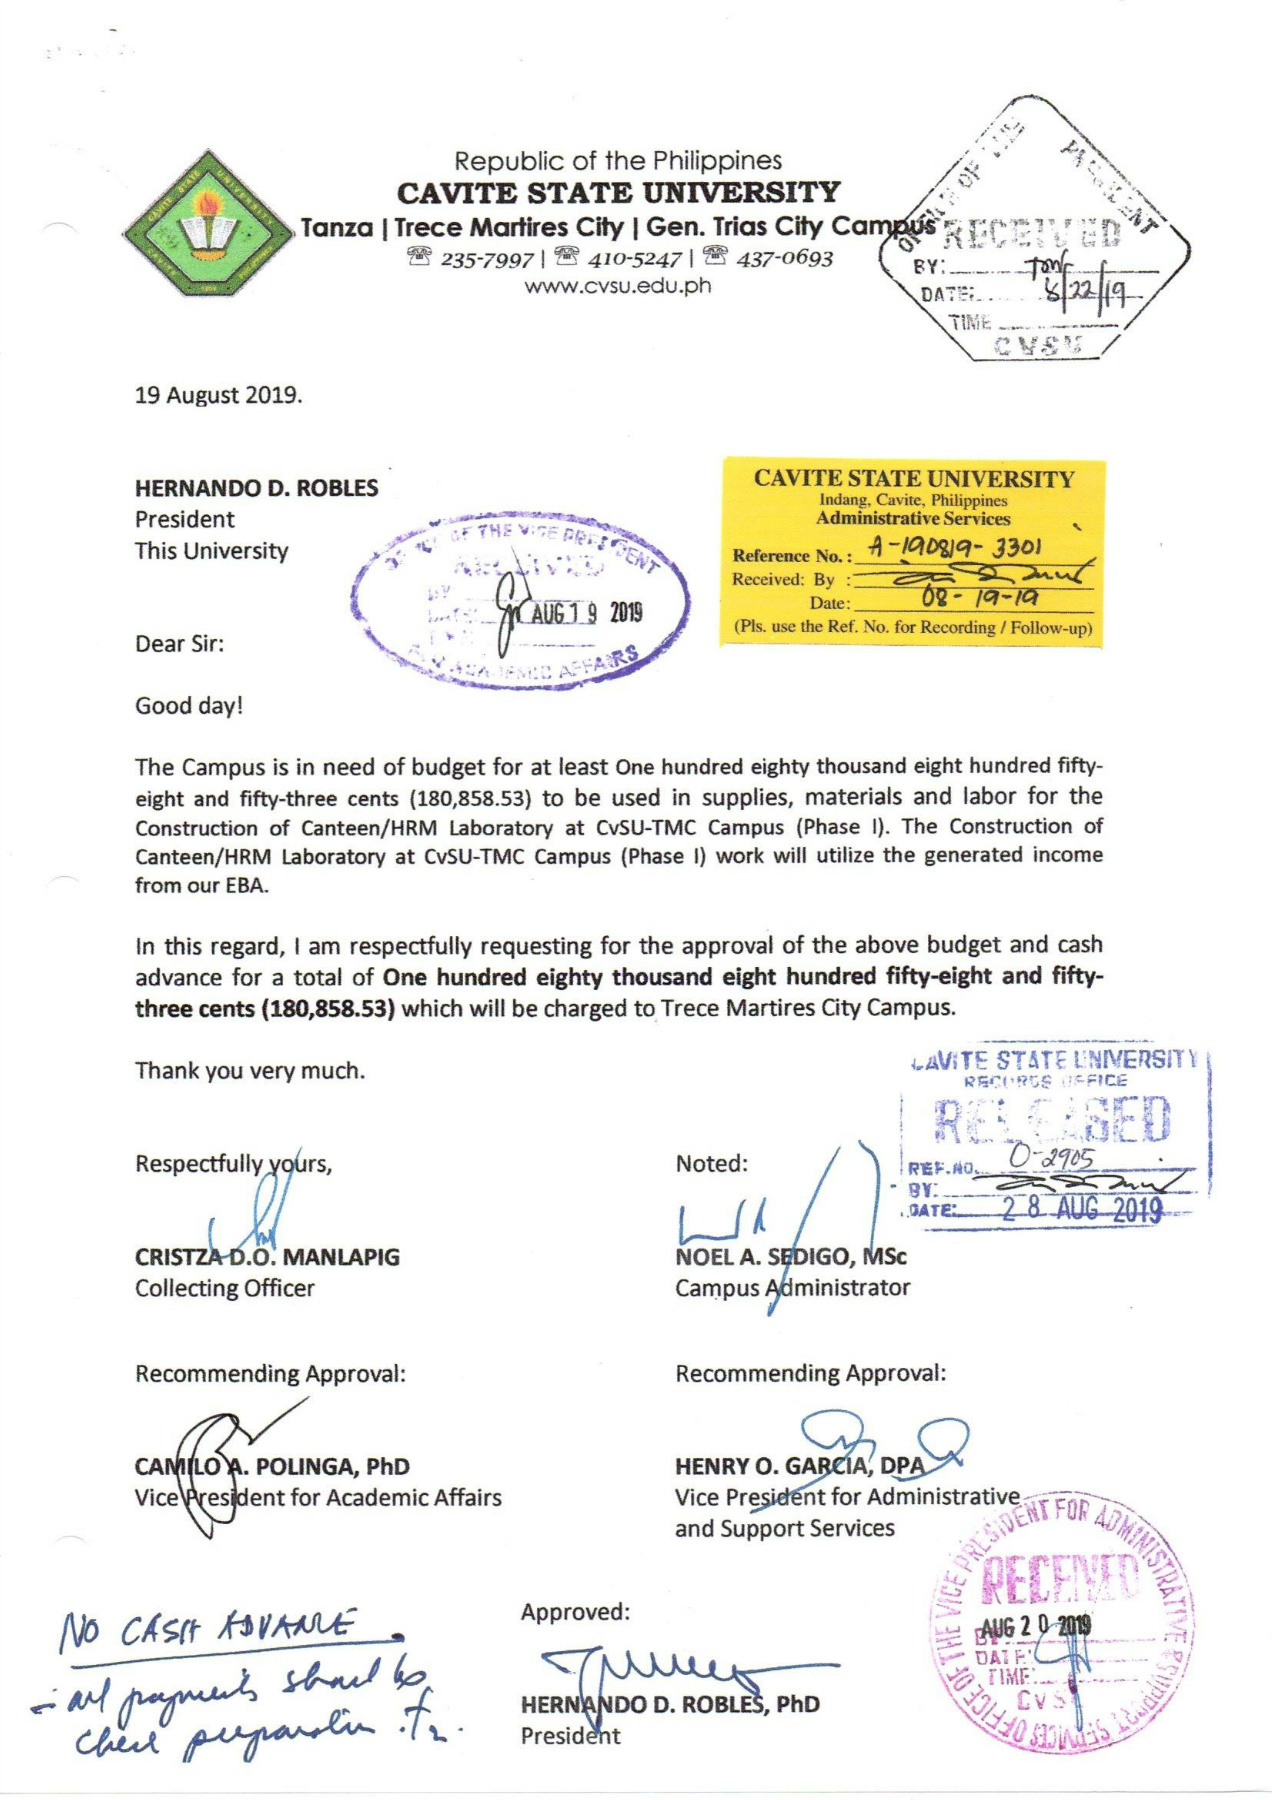 Republic of the Philippines
CAVITE STATE UNIVERSITY
Tanza | Trece Martires City | Gen. Trias City Campus
☏ 235-7997 | ☏ 410-5247 | ☏ 437-0693
www.cvsu.edu.ph
OFFICE OF THE PRESIDENT
RECEIVED
BY:
DATE: 8/22/19
TIME
CVSU
19 August 2019.
HERNANDO D. ROBLES
President
This University
OFFICE OF THE VICE PRESIDENT
RECEIVED
AUG 19 2019
FOR ACADEMIC AFFAIRS
CAVITE STATE UNIVERSITY
Indang, Cavite, Philippines
Administrative Services
Reference No. : A-190819-3301
Received: By :
Date: 08-19-19
(Pls. use the Ref. No. for Recording / Follow-up)
Dear Sir:
Good day!
The Campus is in need of budget for at least One hundred eighty thousand eight hundred fifty-
eight and fifty-three cents (180,858.53) to be used in supplies, materials and labor for the
Construction of Canteen/HRM Laboratory at CvSU-TMC Campus (Phase I). The Construction of
Canteen/HRM Laboratory at CvSU-TMC Campus (Phase I) work will utilize the generated income
from our EBA.
In this regard, I am respectfully requesting for the approval of the above budget and cash
advance for a total of One hundred eighty thousand eight hundred fifty-eight and fifty-
three cents (180,858.53) which will be charged to Trece Martires City Campus.
Thank you very much.
CAVITE STATE UNIVERSITY
RECORDS OFFICE
RELEASED
REF.NO. 0-2905
BY:
DATE: 28 AUG 2019
Respectfully yours,
CRISTZA D.O. MANLAPIG
Collecting Officer
Noted:
NOEL A. SEDIGO, MSc
Campus Administrator
Recommending Approval:
CAMILO A. POLINGA, PhD
Vice President for Academic Affairs
Recommending Approval:
HENRY O. GARCIA, DPA
Vice President for Administrative
and Support Services
OFFICE OF THE VICE PRESIDENT FOR ADMINISTRATIVE & SUPPORT SERVICES
RECEIVED
AUG 20 2019
BY:
DATE:
TIME:
CVSU
NO CASH ADVANCE.
- all payments should be
check preparation
Approved:
HERNANDO D. ROBLES, PhD
President